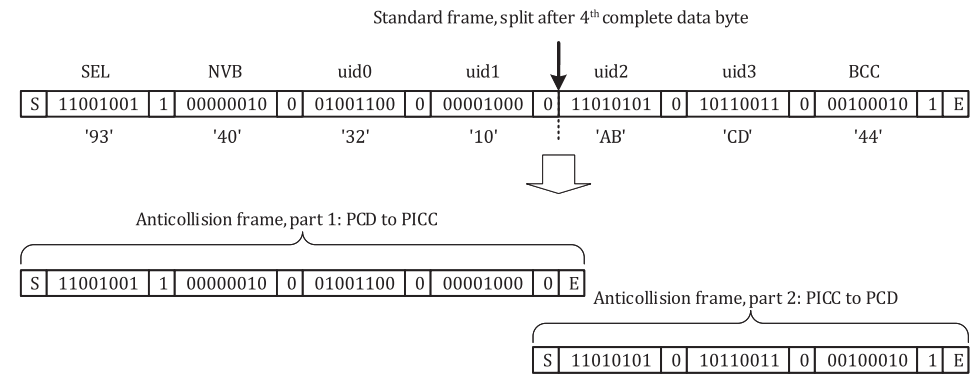 Standard frame, split after 4th complete data byte
SEL NVB uid0 uid1 uid2 uid3 BCC
S 11001001 1 00000010 0 01001100 0 00001000 0 11010101 0 10110011 0 00100010 1 E
'93' '40' '32' '10' 'AB' 'CD' '44'
Anticollision frame, part 1: PCD to PICC
S 11001001 1 00000010 0 01001100 0 00001000 0 E
Anticollision frame, part 2: PICC to PCD
S 11010101 0 10110011 0 00100010 1 E